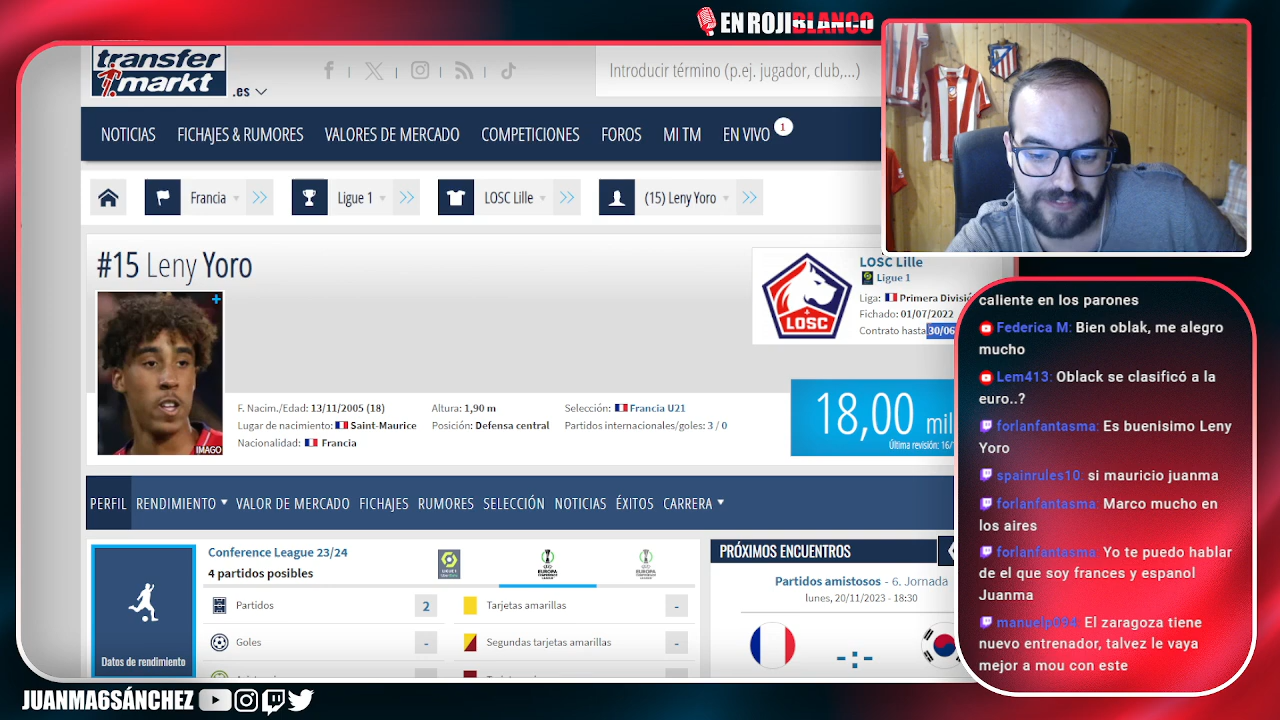 EN ROJIBLANCO
transfer
markt
.es
Introducir término (p.ej. jugador, club,...)
NOTICIAS FICHAJES & RUMORES VALORES DE MERCADO COMPETICIONES FOROS MI TM EN VIVO 1
Francia Ligue 1 LOSC Lille (15) Leny Yoro
#15 Leny Yoro
LOSC
LOSC Lille
Ligue 1
Liga: Primera Divisi
Fichado: 01/07/2022
Contrato hasta 30/06
IMAGO
F. Nacim./Edad: 13/11/2005 (18)
Lugar de nacimiento: Saint-Maurice
Nacionalidad: Francia
Altura: 1,90 m
Posición: Defensa central
Selección: Francia U21
Partidos internacionales/goles: 3 / 0
18,00 mil
Última revisión: 16/
PERFIL RENDIMIENTO VALOR DE MERCADO FICHAJES RUMORES SELECCIÓN NOTICIAS ÉXITOS CARRERA
Datos de rendimiento
Conference League 23/24
4 partidos posibles
Partidos 2 Tarjetas amarillas -
Goles - Segundas tarjetas amarillas -
PRÓXIMOS ENCUENTROS
Partidos amistosos - 6. Jornada
lunes, 20/11/2023 - 18:30
-:-
caliente en los parones
Federica M: Bien oblak, me alegro
mucho
Lem413: Oblack se clasificó a la
euro..?
forlanfantasma: Es buenisimo Leny
Yoro
spainrules10: si mauricio juanma
forlanfantasma: Marco mucho en
los aires
forlanfantasma: Yo te puedo hablar
de el que soy frances y espanol
Juanma
manuelp094: El zaragoza tiene
nuevo entrenador, talvez le vaya
mejor a mou con este
JUANMA6SÁNCHEZ